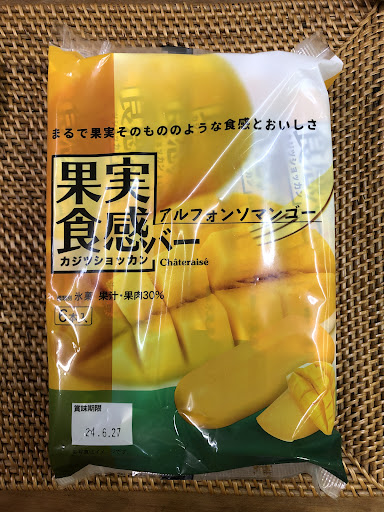 まるで果実そのもののような食感とおいしさ
果実
食感バー
カジツショッカン
アルフォンソマンゴー
Châteraisé
氷菓 果汁・果肉30%
6本入
賞味期限
24.6.27